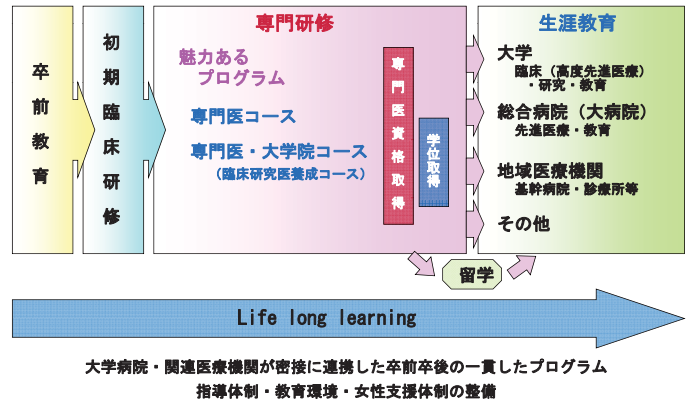 卒前教育
初期臨床研修
専門研修
魅力ある
プログラム
専門医コース
専門医・大学院コース
（臨床研究医養成コース）
専門医資格取得
学位取得
生涯教育
大学
臨床（高度先進医療）
・研究・教育
総合病院（大病院）
先進医療・教育
地域医療機関
基幹病院・診療所等
その他
留学
Life long learning
大学病院・関連医療機関が密接に連携した卒前卒後の一貫したプログラム
指導体制・教育環境・女性支援体制の整備